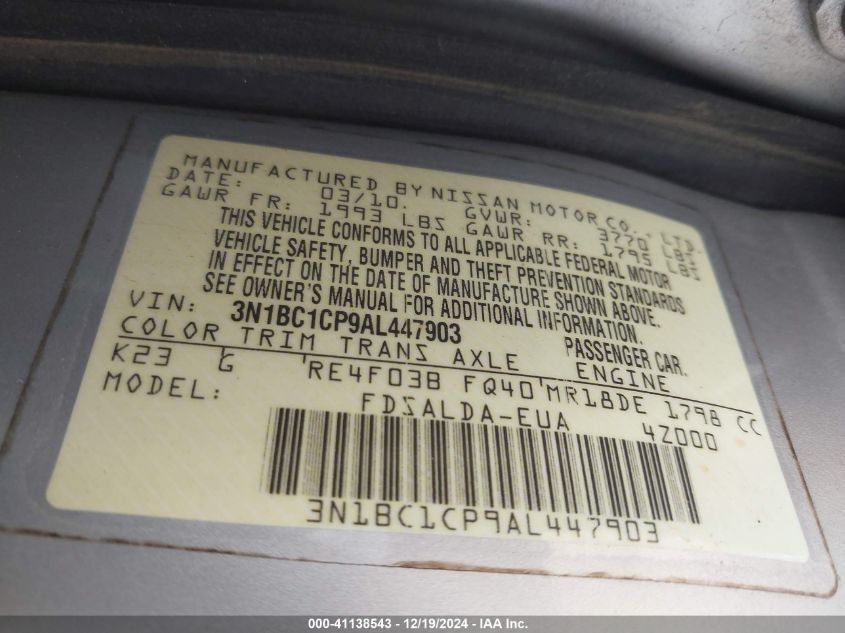 MANUFACTURED BY NISSAN MOTOR CO., LTD.
DATE: 03/10. GVWR: 3770 LBS
GAWR FR: 1993 LBS GAWR RR: 1795 LBS
THIS VEHICLE CONFORMS TO ALL APPLICABLE FEDERAL MOTOR
VEHICLE SAFETY, BUMPER AND THEFT PREVENTION STANDARDS
IN EFFECT ON THE DATE OF MANUFACTURE SHOWN ABOVE.
SEE OWNER'S MANUAL FOR ADDITIONAL INFORMATION.
VIN: 3N1BC1CP9AL447903 PASSENGER CAR.
COLOR TRIM TRANS AXLE ENGINE
K23 G RE4F03B FQ40 MR18DE 1798 CC
MODEL: FDSALDA-EUA 4Z000
3N1BC1CP9AL447903
000-41138543 - 12/19/2024 - IAA Inc.